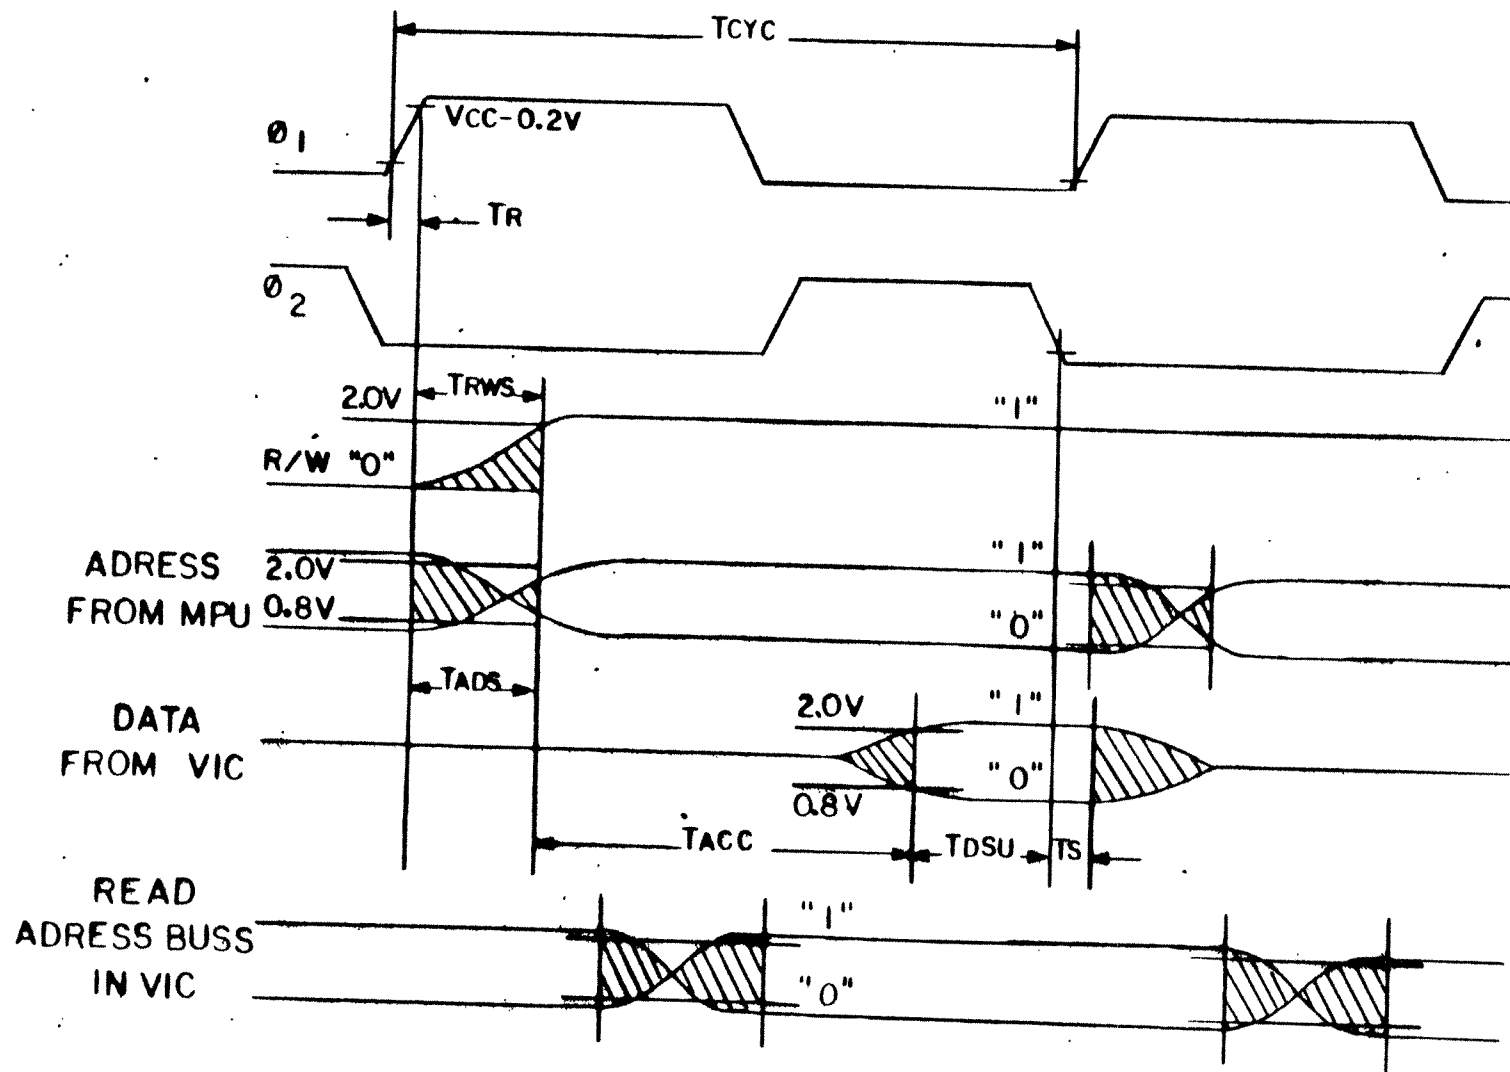 TCYC
VCC-0.2V
Ø1
TR
Ø2
TRWS
2.0V
"1"
R/W "0"
ADRESS
FROM MPU
2.0V
0.8V
"1"
"0"
TADS
DATA
FROM VIC
2.0V
0.8V
"1"
"0"
TACC
TDSU
TS
READ
ADRESS BUSS
IN VIC
"1"
"0"